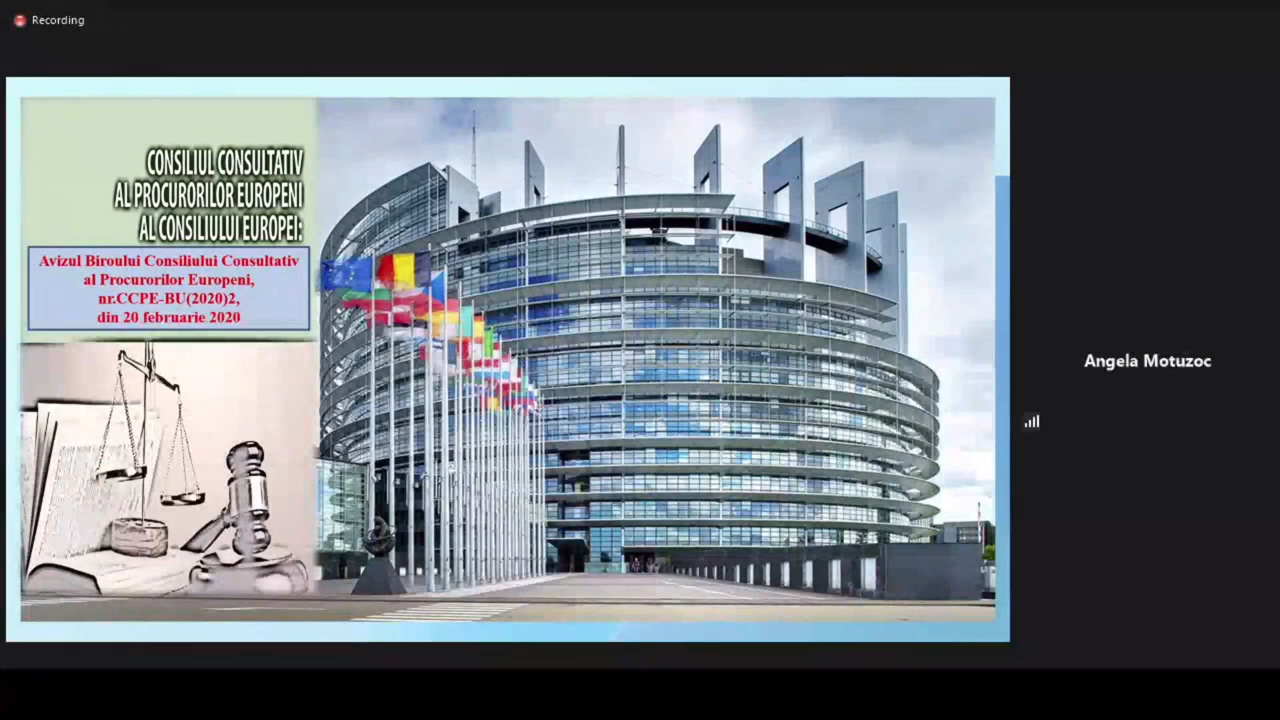 Recording
CONSILIUL CONSULTATIV
AL PROCURORILOR EUROPENI
AL CONSILIULUI EUROPEI:
Avizul Biroului Consiliului Consultativ
al Procurorilor Europeni,
nr.CCPE-BU(2020)2,
din 20 februarie 2020
Angela Motuzoc